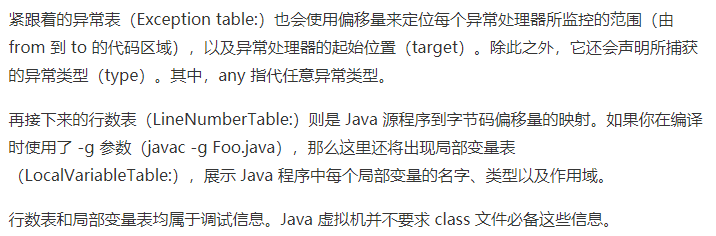 紧跟着的异常表（Exception table:）也会使用偏移量来定位每个异常处理器所监控的范围（由
from 到 to 的代码区域），以及异常处理器的起始位置（target）。除此之外，它还会声明所捕获
的异常类型（type）。其中，any 指代任意异常类型。
再接下来的行数表（LineNumberTable:）则是 Java 源程序到字节码偏移量的映射。如果你在编译
时使用了 -g 参数（javac -g Foo.java），那么这里还将出现局部变量表
（LocalVariableTable:），展示 Java 程序中每个局部变量的名字、类型以及作用域。
行数表和局部变量表均属于调试信息。Java 虚拟机并不要求 class 文件必备这些信息。